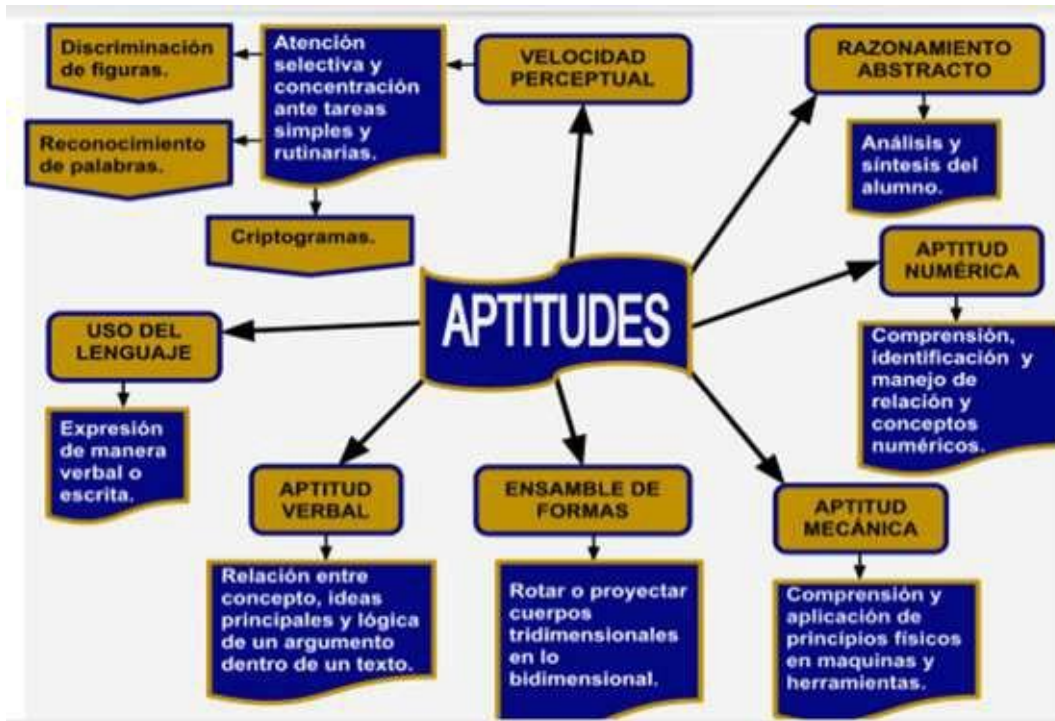 Discriminación
de figuras.
Atención
selectiva y
concentración
ante tareas
simples y
rutinarias.
VELOCIDAD
PERCEPTUAL
RAZONAMIENTO
ABSTRACTO
Reconocimiento
de palabras.
Análisis y
síntesis del
alumno.
Criptogramas.
APTITUD
NUMÉRICA
APTITUDES
USO DEL
LENGUAJE
Comprensión,
identificación y
manejo de
relación y
conceptos
numéricos.
Expresión
de manera
verbal o
escrita.
APTITUD
VERBAL
ENSAMBLE DE
FORMAS
APTITUD
MECÁNICA
Relación entre
concepto, ideas
principales y lógica
de un argumento
dentro de un texto.
Rotar o proyectar
cuerpos
tridimensionales
en lo
bidimensional.
Comprensión y
aplicación de
principios físicos
en maquinas y
herramientas.